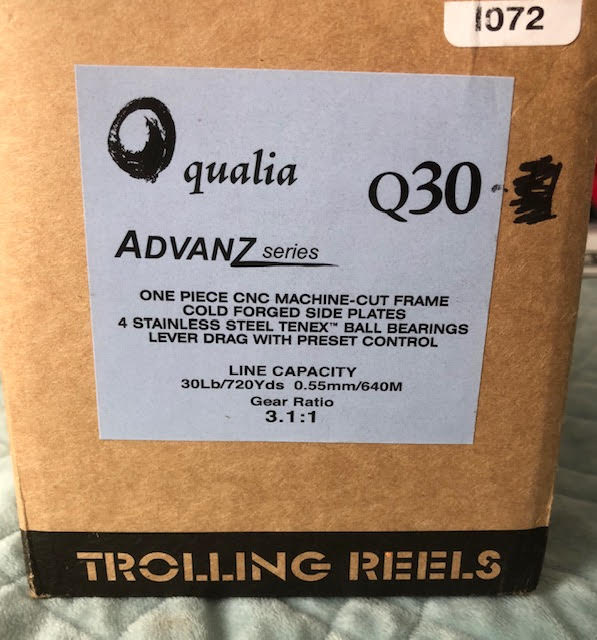 1072
qualia
Q30
ADVANZ series
ONE PIECE CNC MACHINE-CUT FRAME
COLD FORGED SIDE PLATES
4 STAINLESS STEEL TENEX™ BALL BEARINGS
LEVER DRAG WITH PRESET CONTROL
LINE CAPACITY
30Lb/720Yds 0.55mm/640M
Gear Ratio
3.1:1
TROLLING REELS